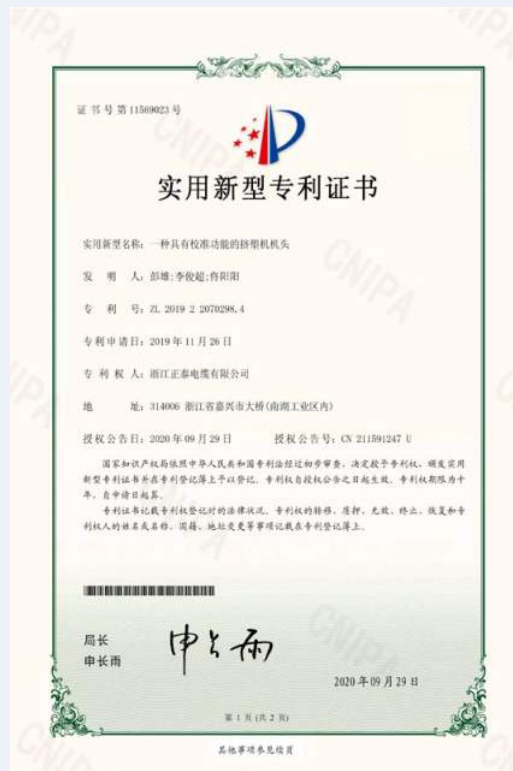 证书号第11569023号
实用新型专利证书
实用新型名称：一种具有校准功能的挤塑机机头
发 明 人：彭雄;李俊超;佟阳阳
专 利 号：ZL 2019 2 2070298.4
专利申请日：2019年11月26日
专 利 权 人：浙江正泰电缆有限公司
地 址：314006 浙江省嘉兴市大桥(南湖工业区内)
授权公告日：2020年09月29日 授权公告号：CN 211591247 U
国家知识产权局依照中华人民共和国专利法经过初步审查，决定授予专利权，颁发实用
新型专利证书并在专利登记簿上予以登记。专利权自授权公告之日起生效。专利权期限为十
年，自申请日起算。
专利证书记载专利权登记时的法律状况。专利权的转移、质押、无效、终止、恢复和专
利权人的姓名或名称、国籍、地址变更等事项记载在专利登记簿上。
局长
申长雨
申长雨
2020年09月29日
第 1 页 (共 2 页)
其他事项参见续页
CNIPA
CNIPA
CNIPA
CNIPA